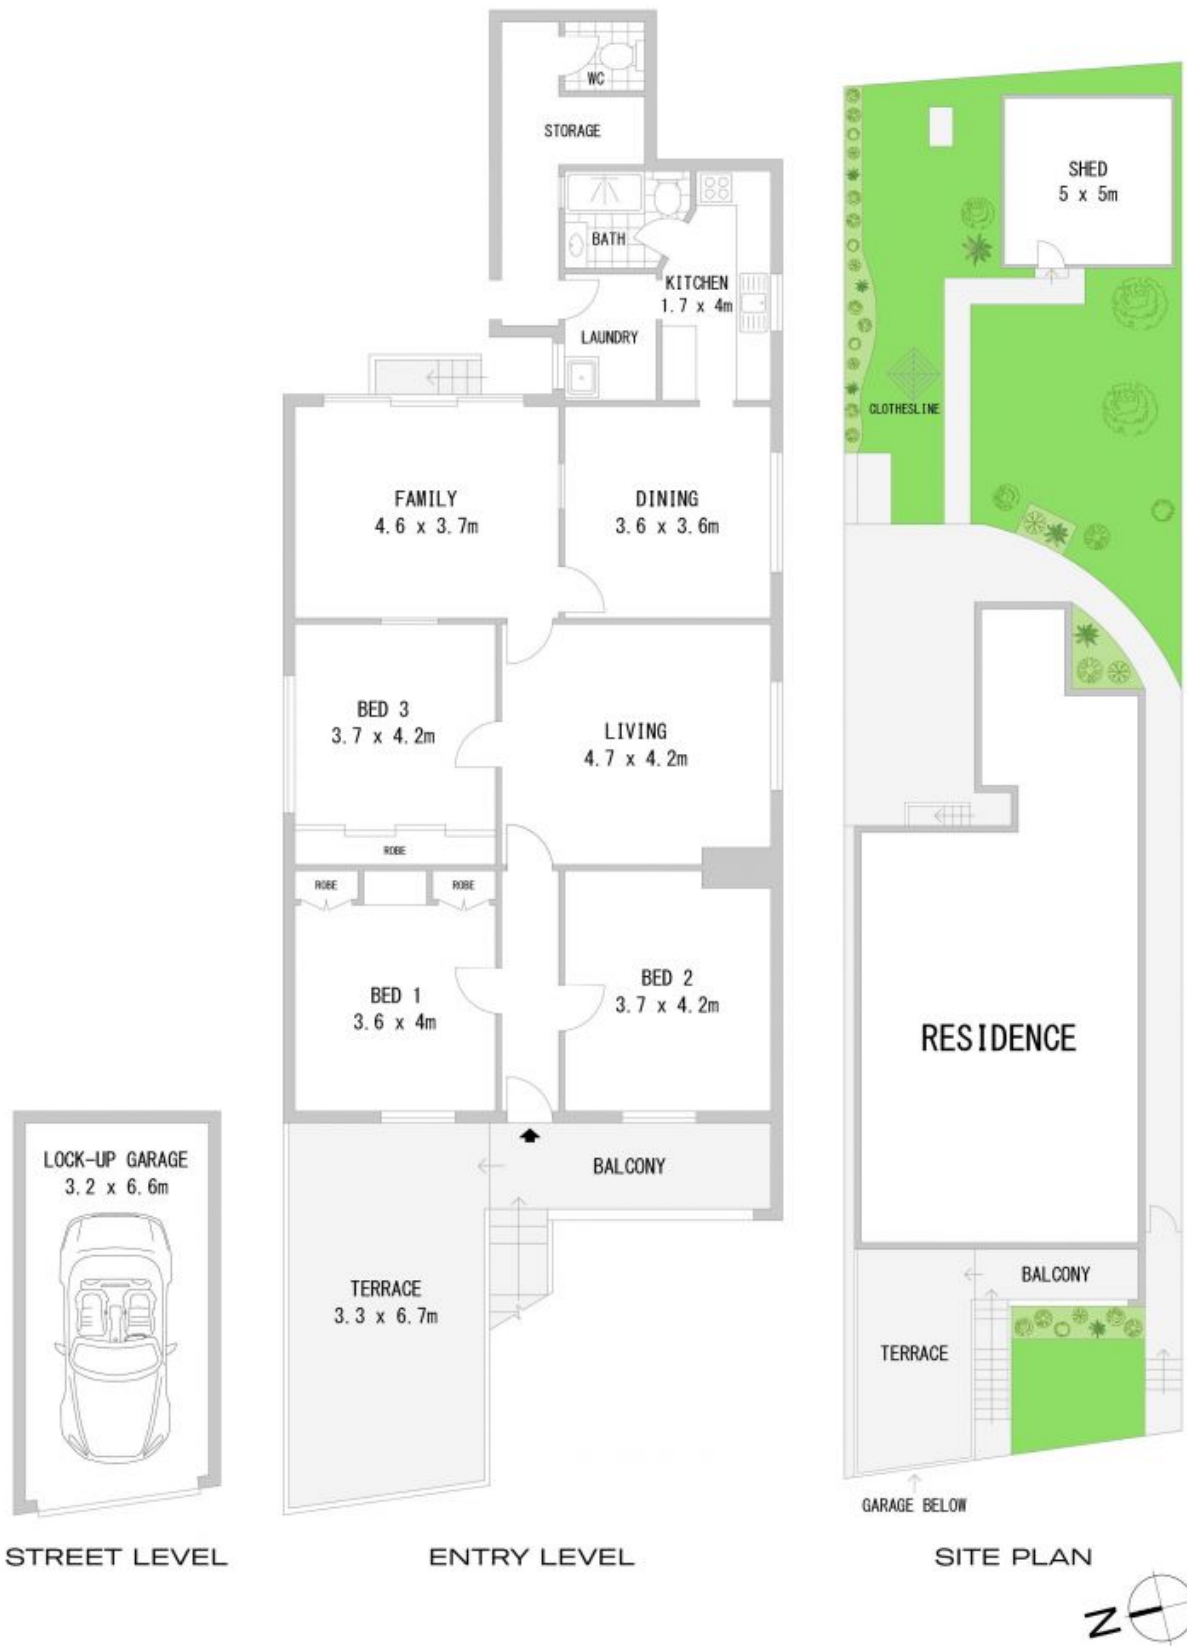 WC
STORAGE
BATH
KITCHEN
1.7 x 4m
LAUNDRY
FAMILY
4.6 x 3.7m
DINING
3.6 x 3.6m
BED 3
3.7 x 4.2m
LIVING
4.7 x 4.2m
ROBE
ROBE
ROBE
BED 1
3.6 x 4m
BED 2
3.7 x 4.2m
BALCONY
TERRACE
3.3 x 6.7m
LOCK-UP GARAGE
3.2 x 6.6m
SHED
5 x 5m
CLOTHESLINE
RESIDENCE
BALCONY
TERRACE
GARAGE BELOW
STREET LEVEL
ENTRY LEVEL
SITE PLAN
N